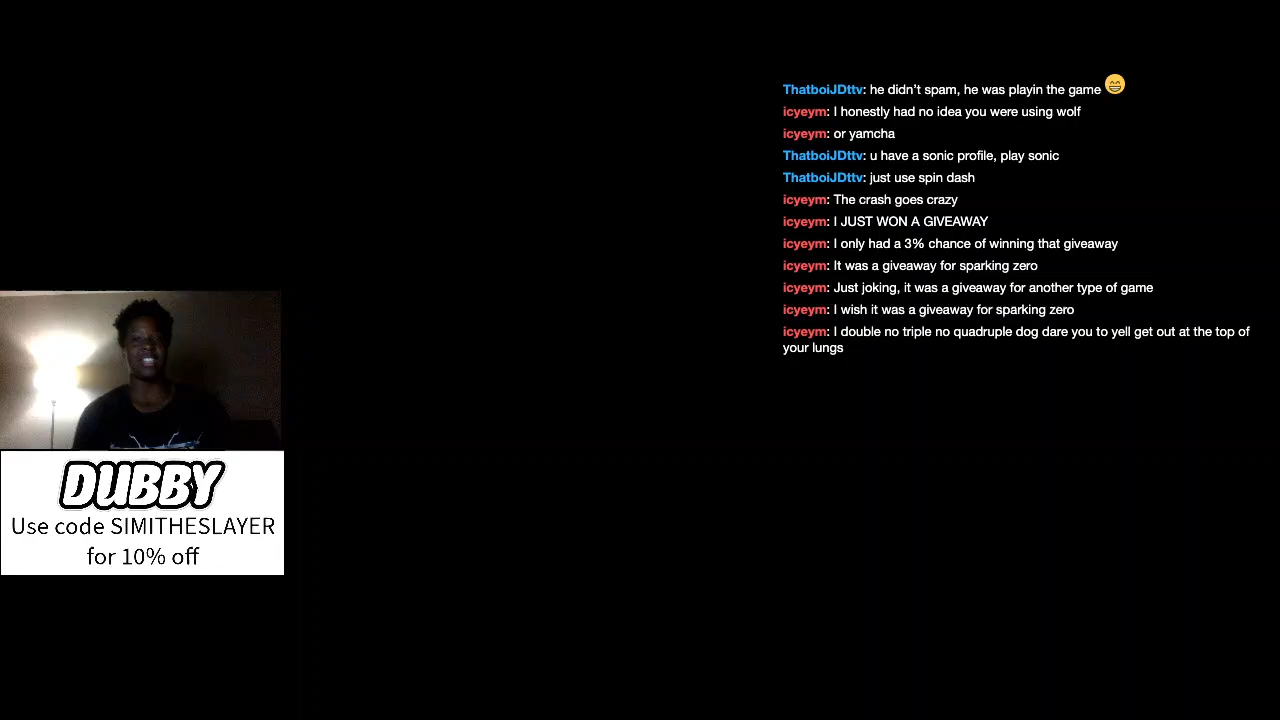 ThatboiJDttv: he didn't spam, he was playin the game 😁
icyeym: I honestly had no idea you were using wolf
icyeym: or yamcha
ThatboiJDttv: u have a sonic profile, play sonic
ThatboiJDttv: just use spin dash
icyeym: The crash goes crazy
icyeym: I JUST WON A GIVEAWAY
icyeym: I only had a 3% chance of winning that giveaway
icyeym: It was a giveaway for sparking zero
icyeym: Just joking, it was a giveaway for another type of game
icyeym: I wish it was a giveaway for sparking zero
icyeym: I double no triple no quadruple dog dare you to yell get out at the top of
your lungs
DUBBY
Use code SIMITHESLAYER
for 10% off